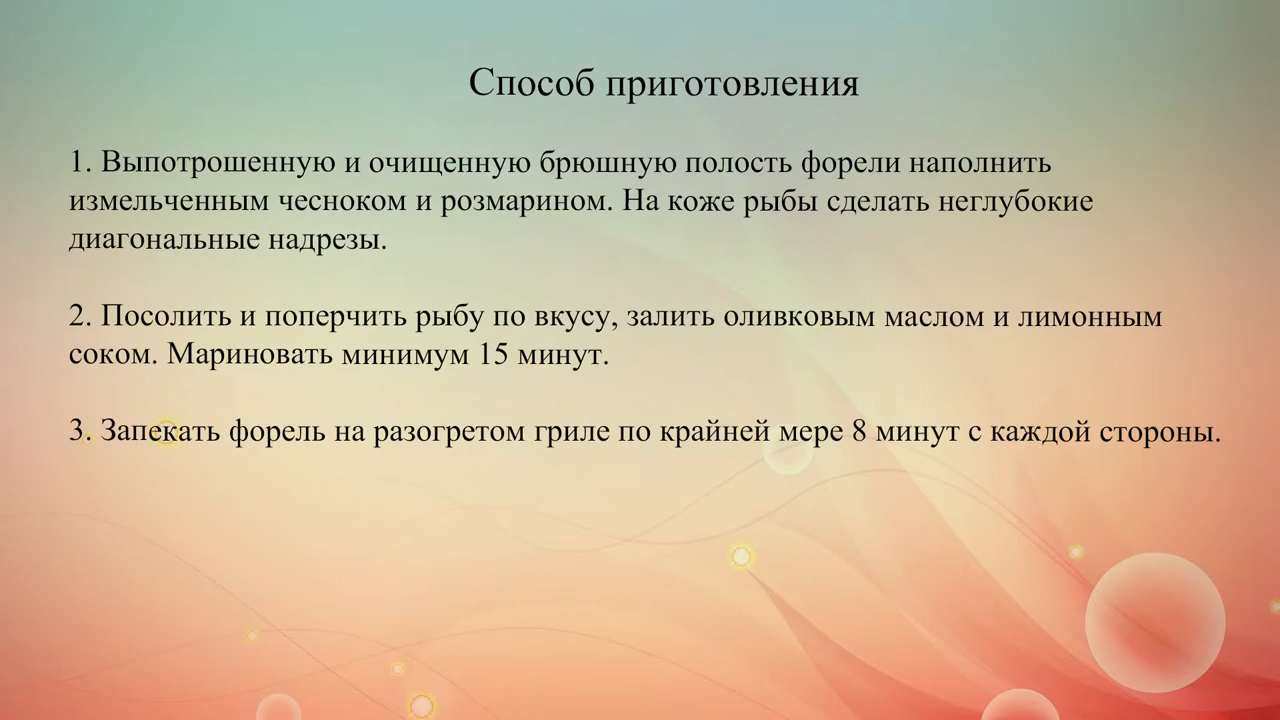 Способ приготовления
1. Выпотрошенную и очищенную брюшную полость форели наполнить
измельченным чесноком и розмарином. На коже рыбы сделать неглубокие
диагональные надрезы.
2. Посолить и поперчить рыбу по вкусу, залить оливковым маслом и лимонным
соком. Мариновать минимум 15 минут.
3. Запекать форель на разогретом гриле по крайней мере 8 минут с каждой стороны.